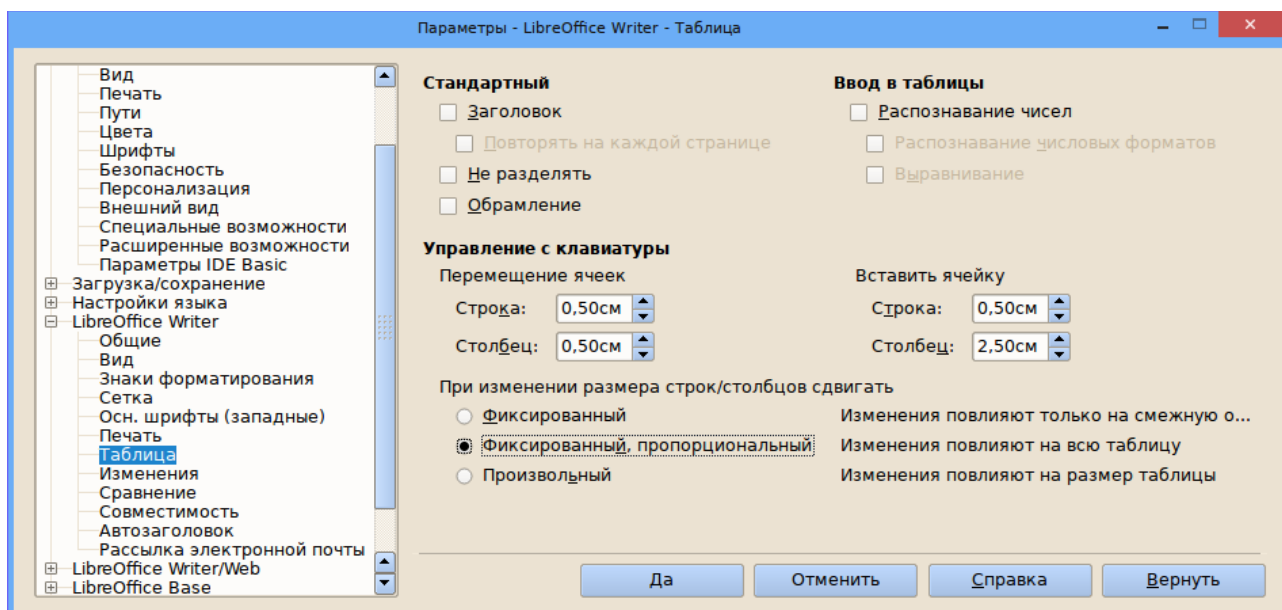 Параметры - LibreOffice Writer - Таблица
Вид
Печать
Пути
Цвета
Шрифты
Безопасность
Персонализация
Внешний вид
Специальные возможности
Расширенные возможности
Параметры IDE Basic
Загрузка/сохранение
Настройки языка
LibreOffice Writer
Общие
Вид
Знаки форматирования
Сетка
Осн. шрифты (западные)
Печать
Таблица
Изменения
Сравнение
Совместимость
Автозаголовок
Рассылка электронной почты
LibreOffice Writer/Web
LibreOffice Base
Стандартный
Заголовок
Повторять на каждой странице
Не разделять
Обрамление
Ввод в таблицы
Распознавание чисел
Распознавание числовых форматов
Выравнивание
Управление с клавиатуры
Перемещение ячеек
Строка: 0,50см
Столбец: 0,50см
Вставить ячейку
Строка: 0,50см
Столбец: 2,50см
При изменении размера строк/столбцов сдвигать
Фиксированный Изменения повлияют только на смежную о...
Фиксированный, пропорциональный Изменения повлияют на всю таблицу
Произвольный Изменения повлияют на размер таблицы
Да Отменить Справка Вернуть